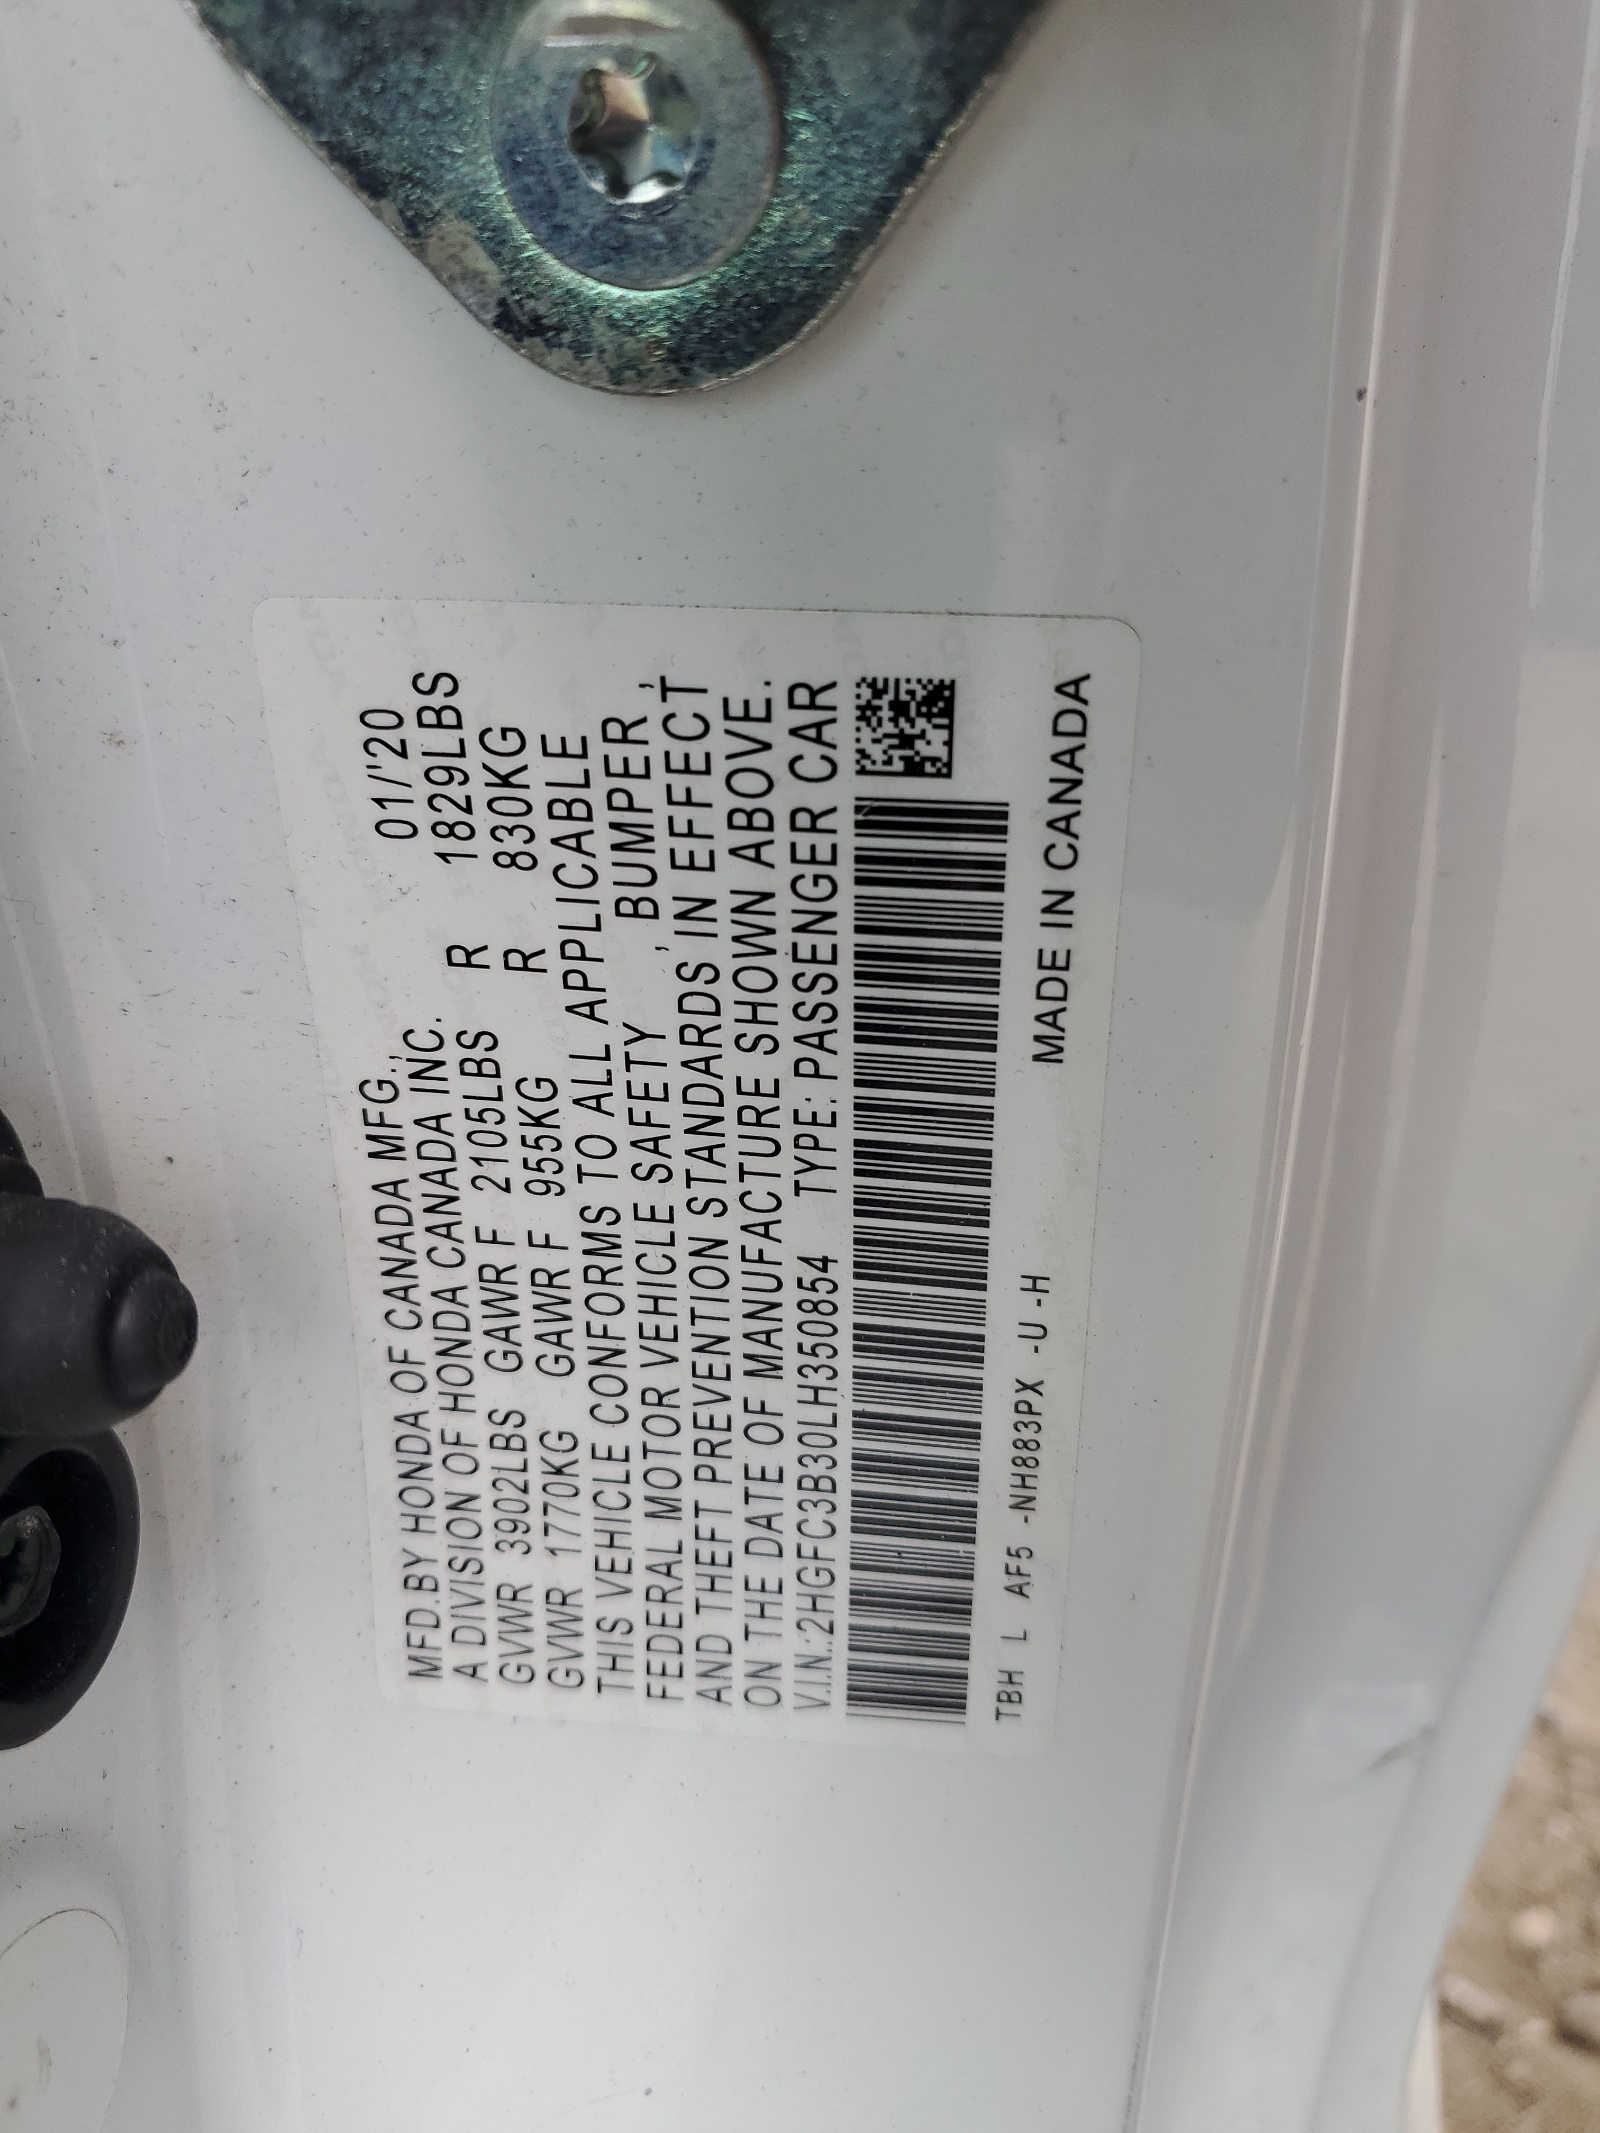 MFD.BY HONDA OF CANADA MFG., 01/'20
A DIVISION OF HONDA CANADA INC.
GVWR 3902LBS GAWR F 2105LBS R 1829LBS
GVWR 1770KG GAWR F 955KG R 830KG
THIS VEHICLE CONFORMS TO ALL APPLICABLE
FEDERAL MOTOR VEHICLE SAFETY , BUMPER ,
AND THEFT PREVENTION STANDARDS IN EFFECT
ON THE DATE OF MANUFACTURE SHOWN ABOVE.
V.I.N.:2HGFC3B30LH350854 TYPE:PASSENGER CAR
TBH L AF5 -NH883PX -U -H
MADE IN CANADA